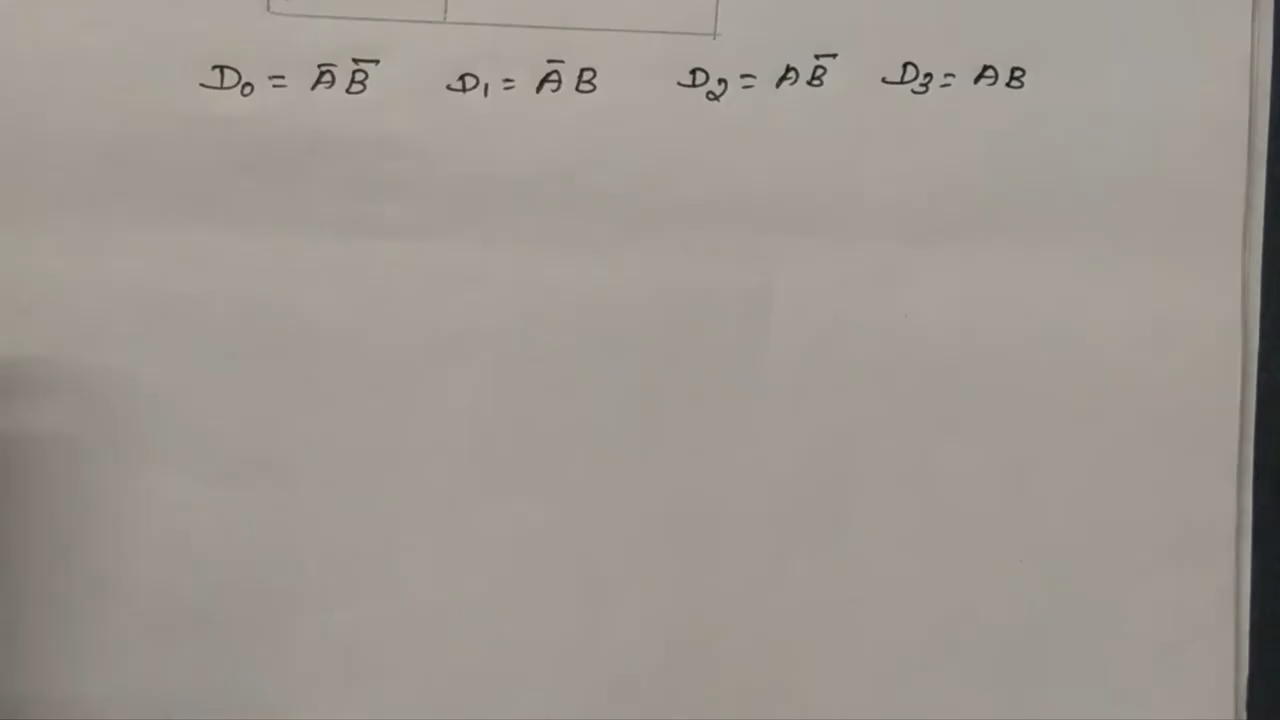 D₀ = A̅ B̅ D₁ = A̅ B D₂ = A B̅ D₃ = A B